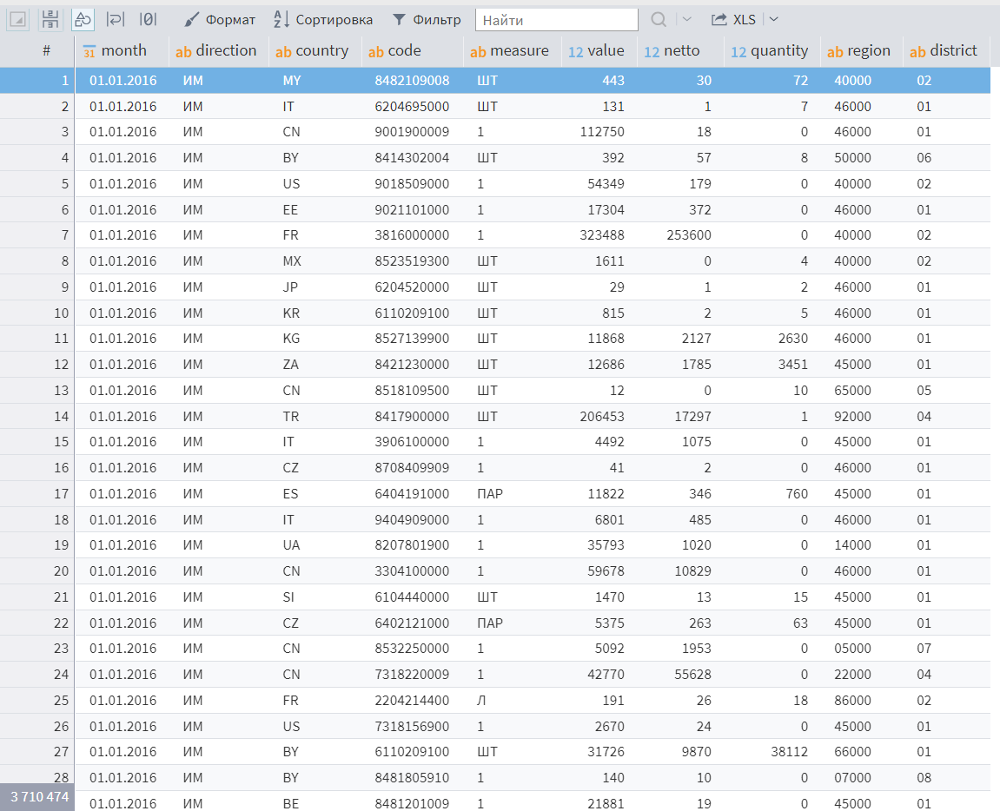 Формат Сортировка Фильтр Найти XLS
# 31 month ab direction ab country ab code ab measure 12 value 12 netto 12 quantity ab region ab district
1 01.01.2016 ИМ MY 8482109008 ШТ 443 30 72 40000 02
2 01.01.2016 ИМ IT 6204695000 ШТ 131 1 7 46000 01
3 01.01.2016 ИМ CN 9001900009 1 112750 18 0 46000 01
4 01.01.2016 ИМ BY 8414302004 ШТ 392 57 8 50000 06
5 01.01.2016 ИМ US 9018509000 1 54349 179 0 40000 02
6 01.01.2016 ИМ EE 9021101000 1 17304 372 0 46000 01
7 01.01.2016 ИМ FR 3816000000 1 323488 253600 0 40000 02
8 01.01.2016 ИМ MX 8523519300 ШТ 1611 0 4 40000 02
9 01.01.2016 ИМ JP 6204520000 ШТ 29 1 2 46000 01
10 01.01.2016 ИМ KR 6110209100 ШТ 815 2 5 46000 01
11 01.01.2016 ИМ KG 8527139900 ШТ 11868 2127 2630 46000 01
12 01.01.2016 ИМ ZA 8421230000 ШТ 12686 1785 3451 45000 01
13 01.01.2016 ИМ CN 8518109500 ШТ 12 0 10 65000 05
14 01.01.2016 ИМ TR 8417900000 ШТ 206453 17297 1 92000 04
15 01.01.2016 ИМ IT 3906100000 1 4492 1075 0 45000 01
16 01.01.2016 ИМ CZ 8708409909 1 41 2 0 46000 01
17 01.01.2016 ИМ ES 6404191000 ПАР 11822 346 760 45000 01
18 01.01.2016 ИМ IT 9404909000 1 6801 485 0 46000 01
19 01.01.2016 ИМ UA 8207801900 1 35793 1020 0 14000 01
20 01.01.2016 ИМ CN 3304100000 1 59678 10829 0 46000 01
21 01.01.2016 ИМ SI 6104440000 ШТ 1470 13 15 45000 01
22 01.01.2016 ИМ CZ 6402121000 ПАР 5375 263 63 45000 01
23 01.01.2016 ИМ CN 8532250000 1 5092 1953 0 05000 07
24 01.01.2016 ИМ CN 7318220009 1 42770 55628 0 22000 04
25 01.01.2016 ИМ FR 2204214400 Л 191 26 18 86000 02
26 01.01.2016 ИМ US 7318156900 1 2670 24 0 45000 01
27 01.01.2016 ИМ BY 6110209100 ШТ 31726 9870 38112 66000 01
28 01.01.2016 ИМ BY 8481805910 1 140 10 0 07000 08
3 710 474 01.01.2016 ИМ BE 8481201009 1 21881 19 0 45000 01